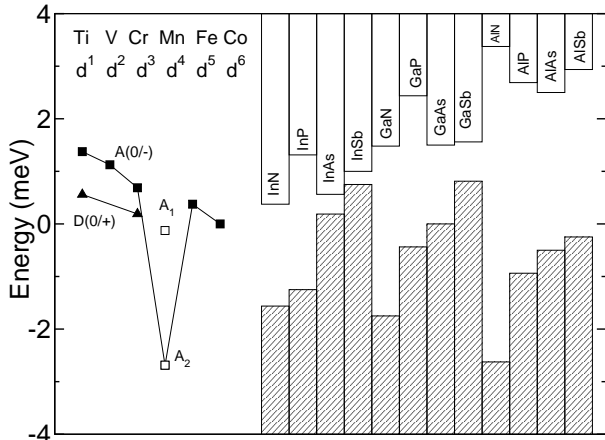 Ti V Cr Mn Fe Co
d1 d2 d3 d4 d5 d6
A(0/-)
D(0/+)
A1
A2
Energy (meV)
4
2
0
-2
-4
InN
InP
InAs
InSb
GaN
GaP
GaAs
GaSb
AlN
AlP
AlAs
AlSb